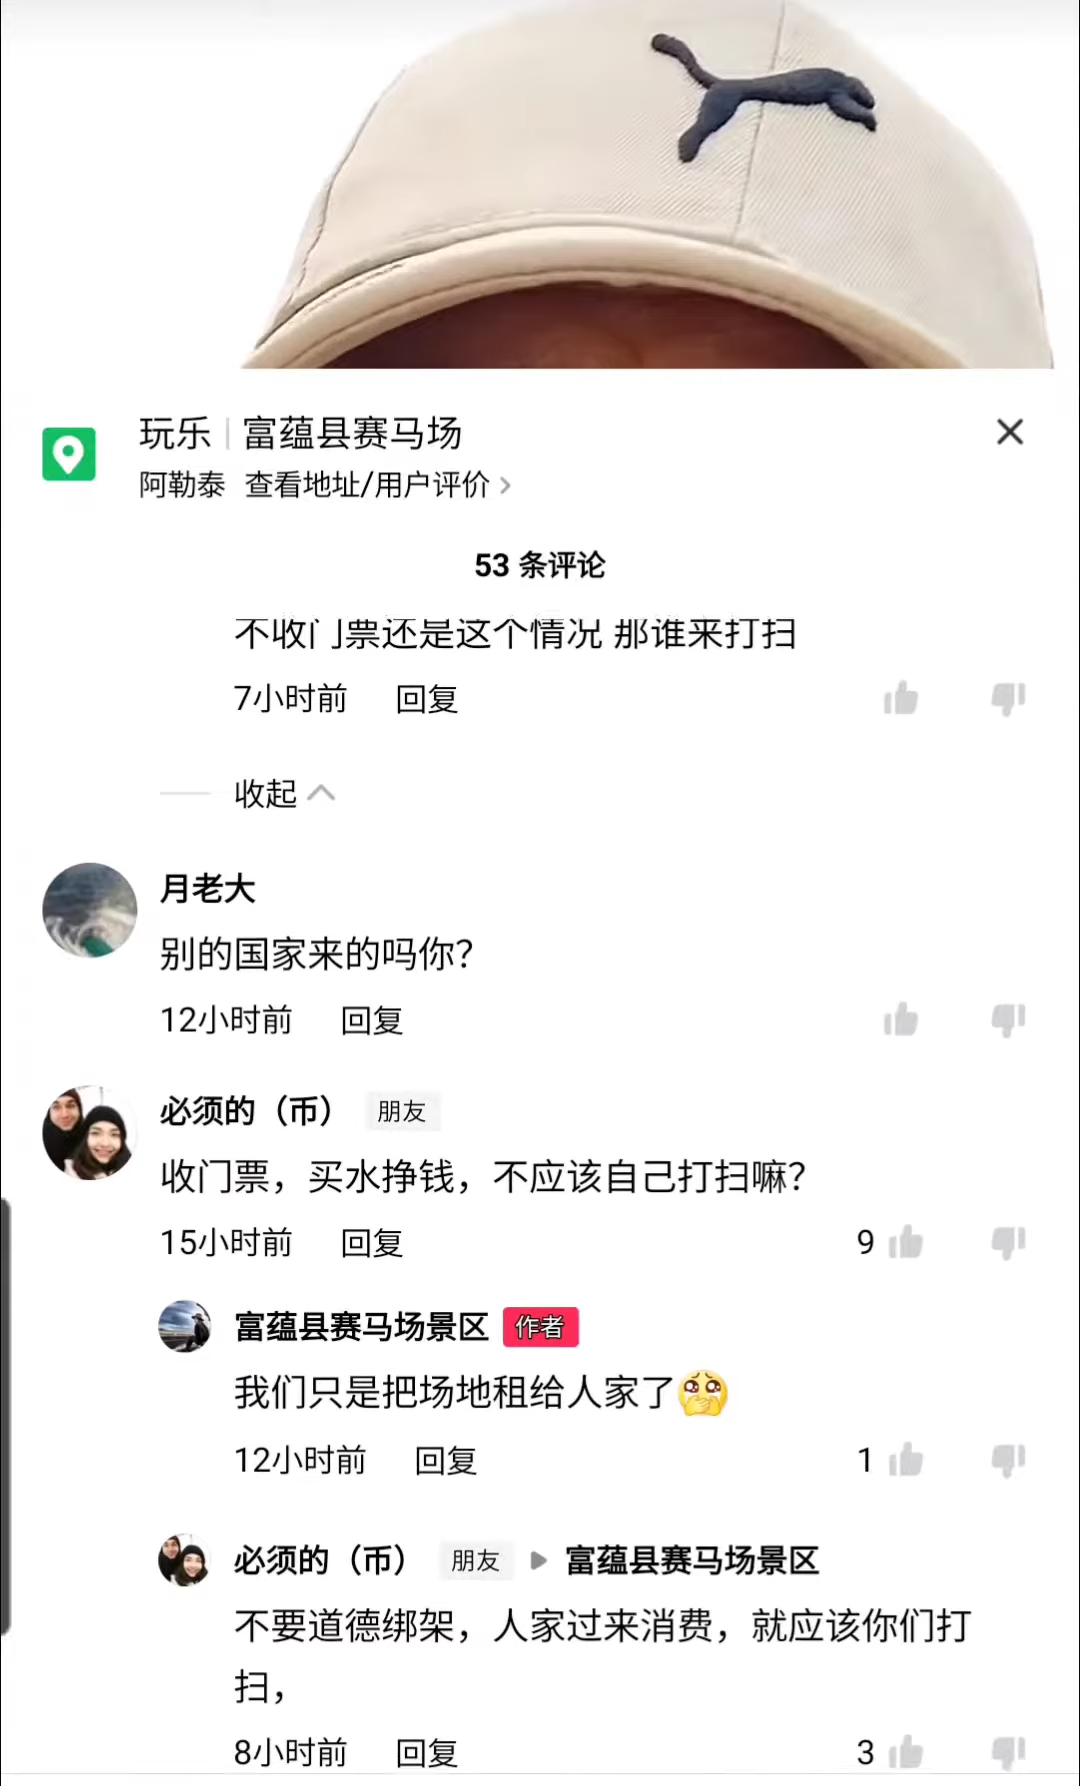 玩乐 | 富蕴县赛马场
阿勒泰 查看地址/用户评价 >
53 条评论
不收门票还是这个情况 那谁来打扫
7小时前 回复
收起
月老大
别的国家来的吗你？
12小时前 回复
必须的（币） 朋友
收门票，买水挣钱，不应该自己打扫嘛？
15小时前 回复 9
富蕴县赛马场景区 作者
我们只是把场地租给人家了🥹
12小时前 回复 1
必须的（币） 朋友 ▶ 富蕴县赛马场景区
不要道德绑架，人家过来消费，就应该你们打
扫，
8小时前 回复 3